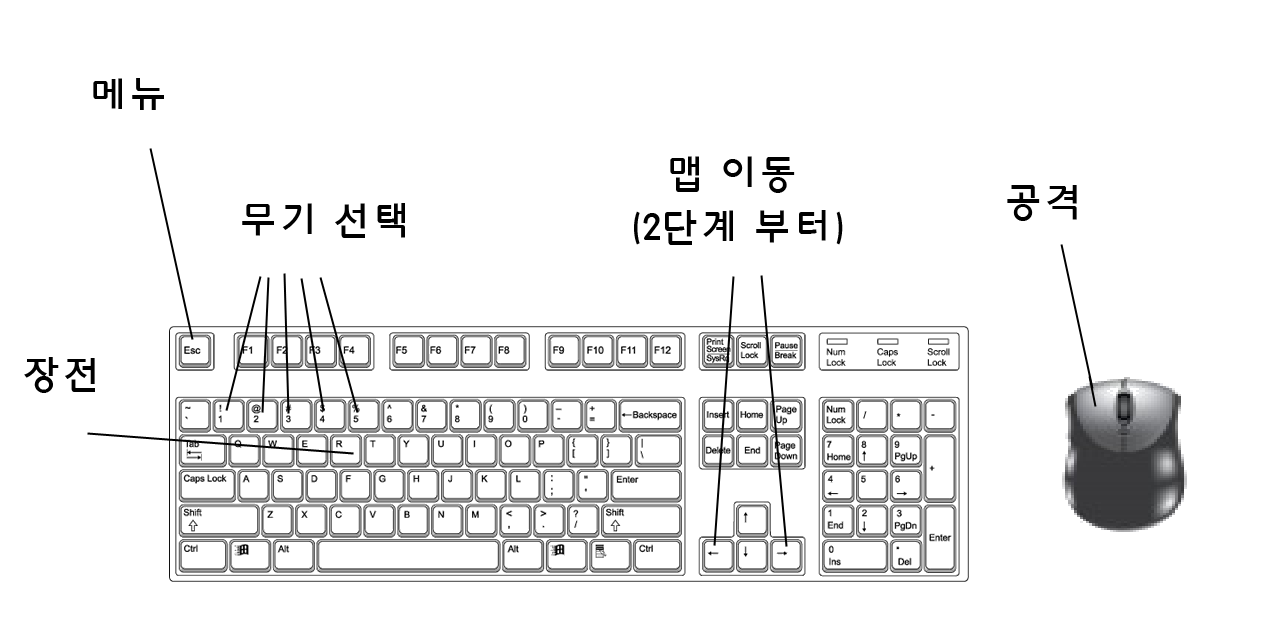 메뉴
맵 이동
(2단계 부터)
공격
무기 선택
장전
Esc F1 F2 F3 F4 F5 F6 F7 F8 F9 F10 F11 F12 Print Screen SysRq Scroll Lock Pause Break Num Lock Caps Lock Scroll Lock
~ ` ! 1 @ 2 # 3 $ 4 % 5 ^ 6 & 7 * 8 ( 9 ) 0 – - + = ←Backspace Insert Home Page Up Num Lock / * -
Tab Q W E R T Y U I O P { [ } ] | \ Delete End Page Down 7 Home 8 ↑ 9 PgUp +
Caps Lock A S D F G H J K L : ; " ' Enter 4 ← 5 6 →
Shift ⇧ Z X C V B N M < , > . ? / Shift ⇧ ↑ 1 End 2 ↓ 3 PgDn Enter
Ctrl Alt Alt Ctrl ← ↓ → 0 Ins • Del